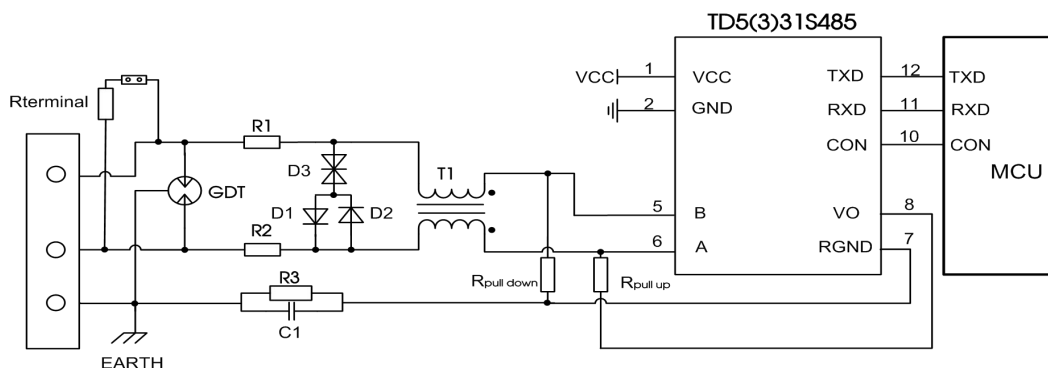 TD5(3)31S485
VCC 1 VCC TXD 12 TXD
2 GND RXD 11 RXD
CON 10 CON
MCU
Rterminal
R1
D3 T1
GDT
D1 D2
5 B VO 8
R2
6 A RGND 7
R3
Rpull down Rpull up
C1
EARTH